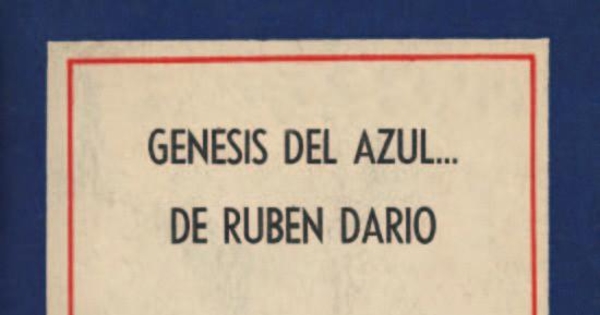 GENESIS DEL AZUL...
DE RUBEN DARIO